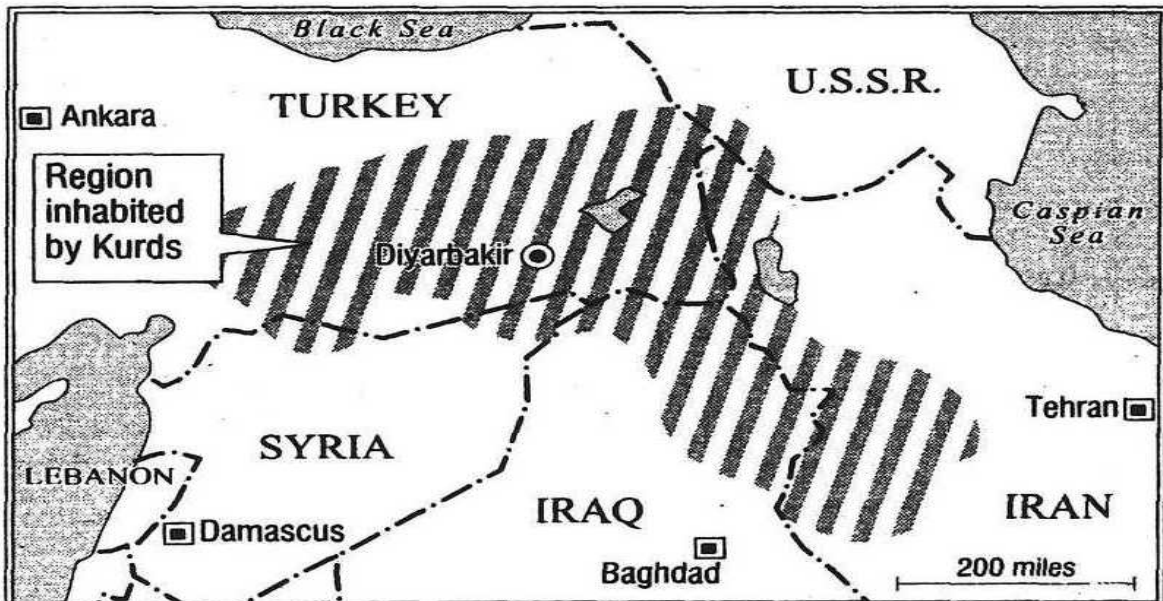 Black Sea
U.S.S.R.
TURKEY
Ankara
Region
inhabited
by Kurds
Caspian
Sea
Diyarbakir
Tehran
SYRIA
LEBANON
IRAQ
IRAN
Damascus
Baghdad
200 miles